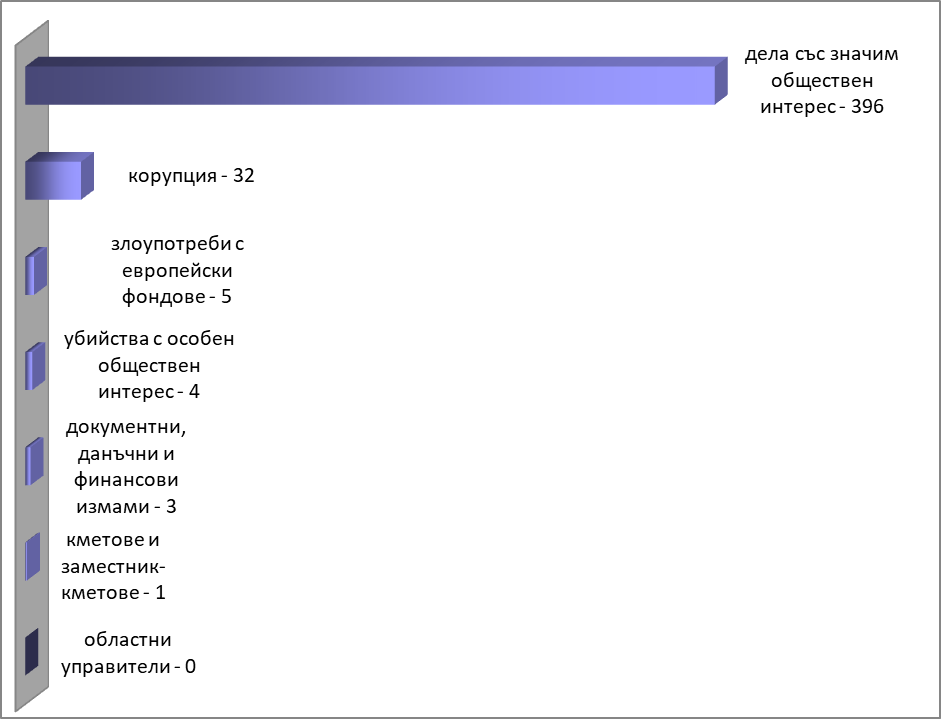 дела със значим
обществен
интерес - 396
корупция - 32
злоупотреби с
европейски
фондове - 5
убийства с особен
обществен
интерес - 4
документни,
данъчни и
финансови
измами - 3
кметове и
заместник-
кметове - 1
областни
управители - 0